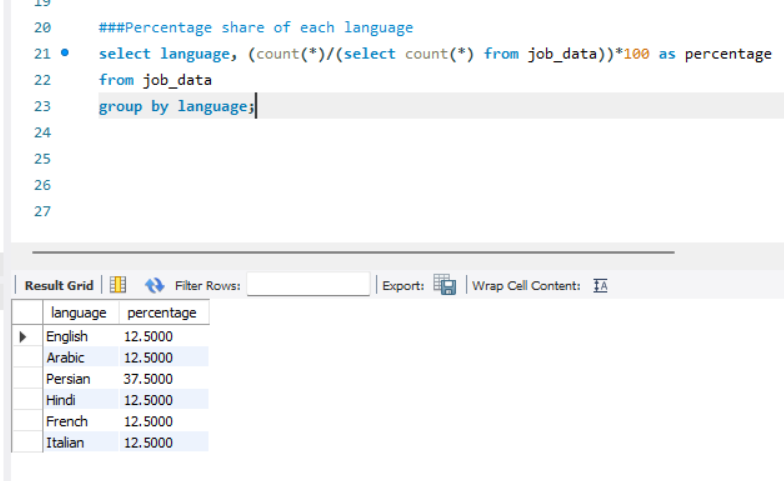 19
20 ###Percentage share of each language
21 select language, (count(*)/(select count(*) from job_data))*100 as percentage
22 from job_data
23 group by language;
24
25
26
27
Result Grid Filter Rows: Export: Wrap Cell Content: IA
language percentage
English 12.5000
Arabic 12.5000
Persian 37.5000
Hindi 12.5000
French 12.5000
Italian 12.5000